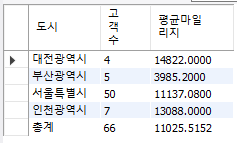 도시 고객수 평균마일리지
대전광역시 4 14822.0000
부산광역시 5 3985.2000
서울특별시 50 11137.0800
인천광역시 7 13088.0000
총계 66 11025.5152